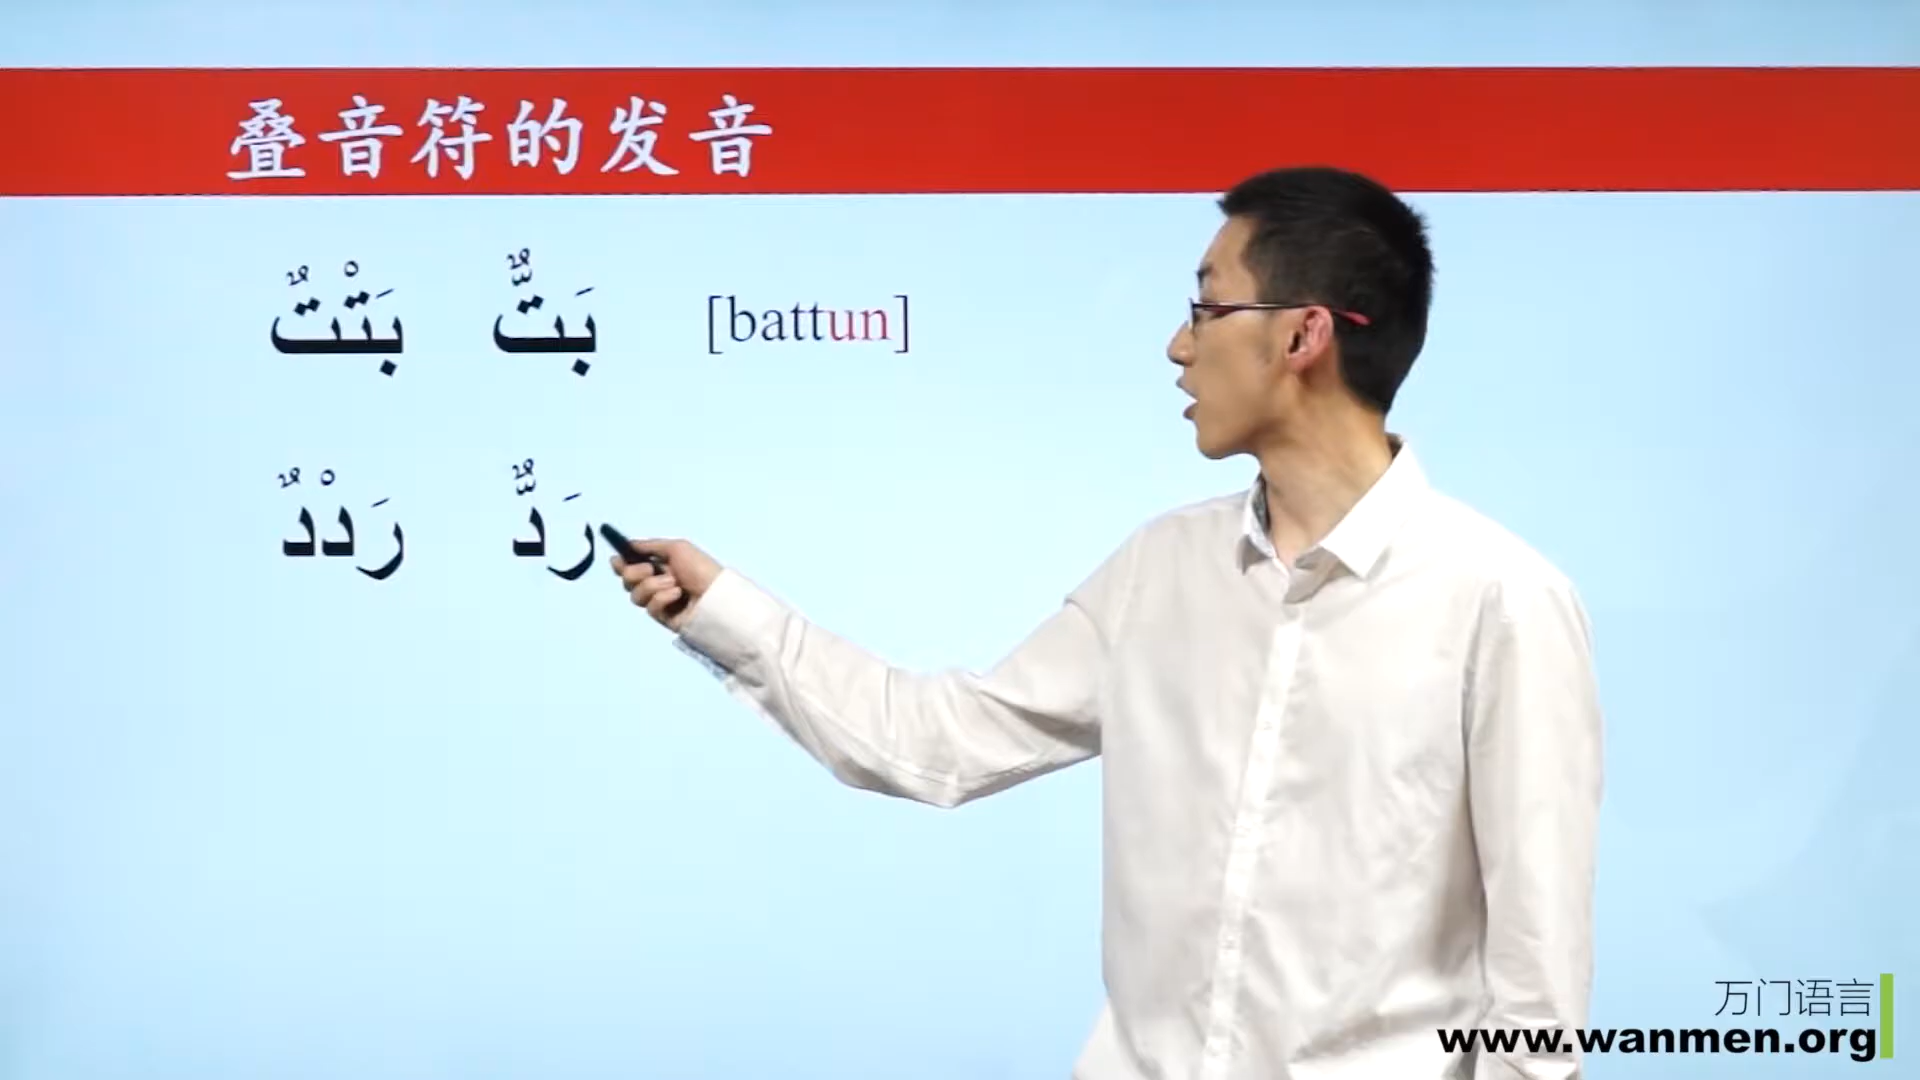 叠音符的发音
بَتٌّ بَتْتٌ [battun]
رَدٌّ رَدْدٌ
万门语言
www.wanmen.org